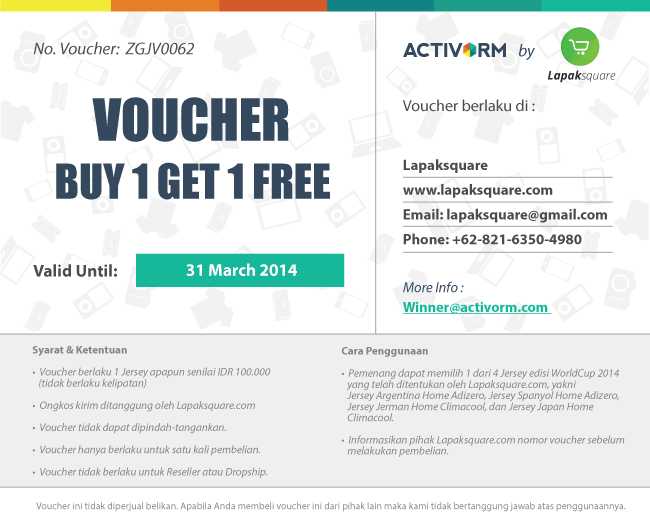 No. Voucher: ZGJV0062
VOUCHER
BUY 1 GET 1 FREE
Valid Until: 31 March 2014
ACTIVORM by
Lapaksquare
Voucher berlaku di :
Lapaksquare
www.lapaksquare.com
Email: lapaksquare@gmail.com
Phone: +62-821-6350-4980
More Info :
Winner@activorm.com
Syarat & Ketentuan
• Voucher berlaku 1 Jersey apapun senilai IDR 100.000
(tidak berlaku kelipatan)
• Ongkos kirim ditanggung oleh Lapaksquare.com
• Voucher tidak dapat dipindah-tangankan.
• Voucher hanya berlaku untuk satu kali pembelian.
• Voucher tidak berlaku untuk Reseller atau Dropship.
Cara Penggunaan
• Pemenang dapat memilih 1 dari 4 Jersey edisi WorldCup 2014
yang telah ditentukan oleh Lapaksquare.com, yakni
Jersey Argentina Home Adizero, Jersey Spanyol Home Adizero,
Jersey Jerman Home Climacool, dan Jersey Japan Home
Climacool.
• Informasikan pihak Lapaksquare.com nomor voucher sebelum
melakukan pembelian.
Voucher ini tidak diperjual belikan. Apabila Anda membeli voucher ini dari pihak lain maka kami tidak bertanggung jawab atas penggunaannya.